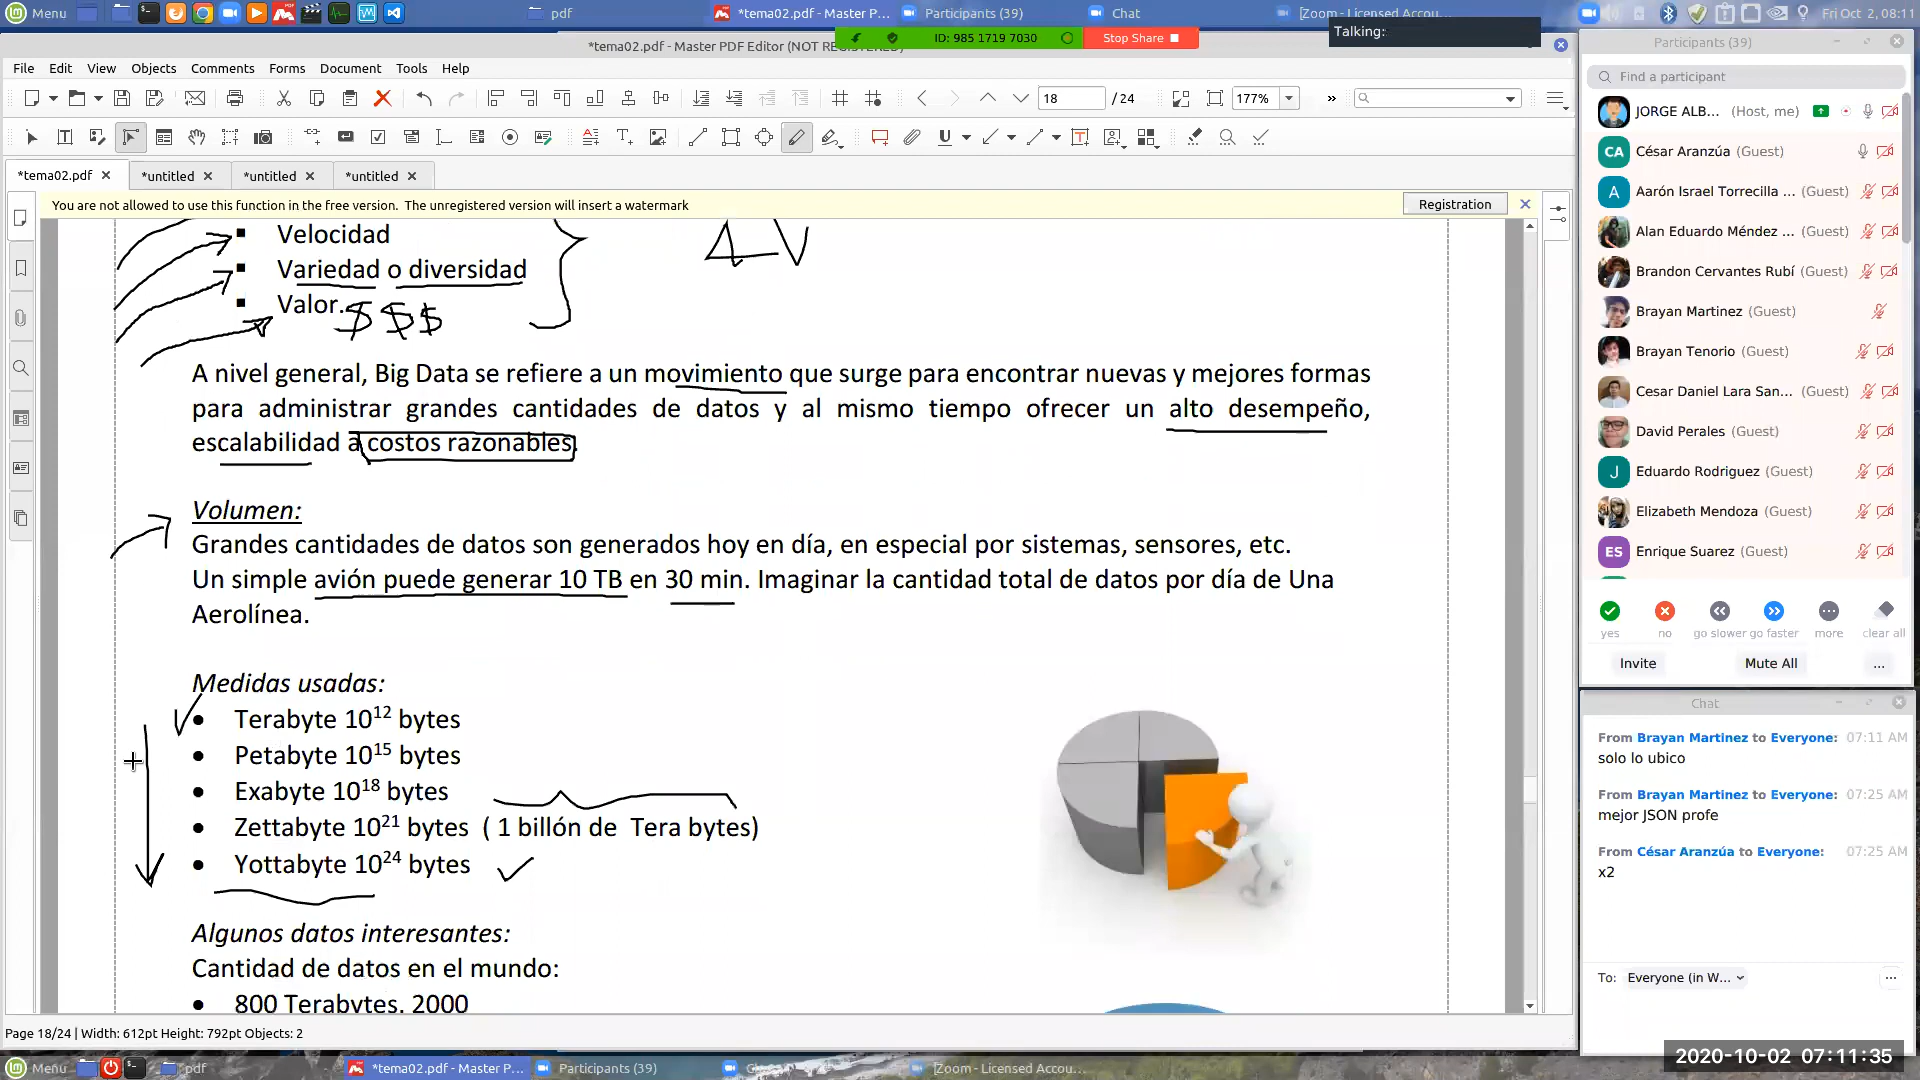 Menu
pdf
*tema02.pdf - Master P...
Participants (39)
Chat
[Zoom - Licensed Accou...
Fri Oct 2, 08:11
*tema02.pdf - Master PDF Editor (NOT REGISTERED)
ID: 985 1719 7030
Stop Share
Talking:
File Edit View Objects Comments Forms Document Tools Help
18 / 24
177%
*tema02.pdf
*untitled
*untitled
*untitled
You are not allowed to use this function in the free version. The unregistered version will insert a watermark
Registration
Velocidad
4V
Variedad o diversidad
Valor.
$$$
A nivel general, Big Data se refiere a un movimiento que surge para encontrar nuevas y mejores formas
para administrar grandes cantidades de datos y al mismo tiempo ofrecer un alto desempeño,
escalabilidad a costos razonables.
Volumen:
Grandes cantidades de datos son generados hoy en día, en especial por sistemas, sensores, etc.
Un simple avión puede generar 10 TB en 30 min. Imaginar la cantidad total de datos por día de Una
Aerolínea.
Medidas usadas:
• Terabyte 10¹² bytes
• Petabyte 10¹⁵ bytes
• Exabyte 10¹⁸ bytes
• Zettabyte 10²¹ bytes ( 1 billón de Tera bytes)
• Yottabyte 10²⁴ bytes
Algunos datos interesantes:
Cantidad de datos en el mundo:
• 800 Terabytes, 2000
Page 18/24 | Width: 612pt Height: 792pt Objects: 2
Participants (39)
Find a participant
JORGE ALB... (Host, me)
CA César Aranzúa (Guest)
A Aarón Israel Torrecilla ... (Guest)
Alan Eduardo Méndez ... (Guest)
Brandon Cervantes Rubí (Guest)
Brayan Martinez (Guest)
Brayan Tenorio (Guest)
Cesar Daniel Lara San... (Guest)
David Perales (Guest)
J Eduardo Rodriguez (Guest)
Elizabeth Mendoza (Guest)
ES Enrique Suarez (Guest)
yes no go slower go faster more clear all
Invite
Mute All
...
Chat
From Brayan Martinez to Everyone: 07:11 AM
solo lo ubico
From Brayan Martinez to Everyone: 07:25 AM
mejor JSON profe
From César Aranzúa to Everyone: 07:25 AM
x2
To: Everyone (in W...
Menu
pdf
*tema02.pdf - Master P...
Participants (39)
[Zoom - Licensed Accou...
2020-10-02 07:11:35